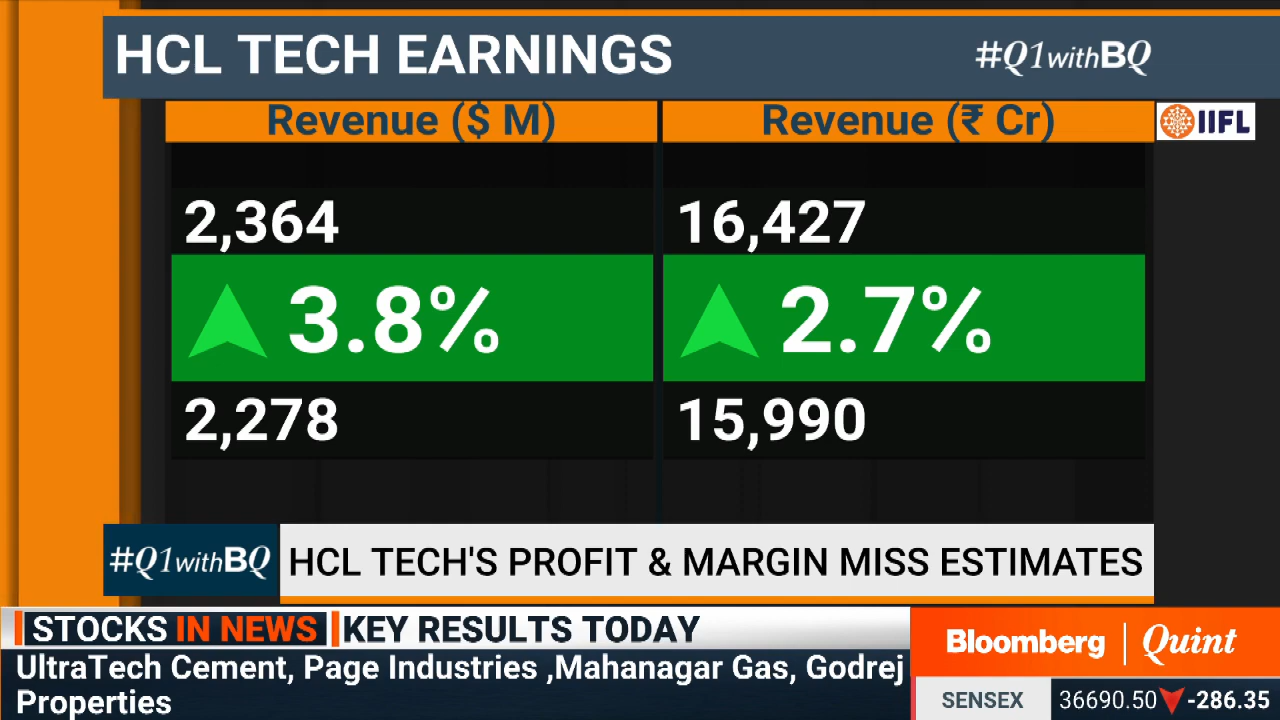 HCL TECH EARNINGS
#Q1withBQ
Revenue ($ M)
Revenue (₹ Cr)
IIFL
2,364
16,427
3.8%
2.7%
2,278
15,990
#Q1withBQ
HCL TECH'S PROFIT & MARGIN MISS ESTIMATES
STOCKS IN NEWS
KEY RESULTS TODAY
UltraTech Cement, Page Industries ,Mahanagar Gas, Godrej
Properties
Bloomberg | Quint
SENSEX
36690.50
-286.35